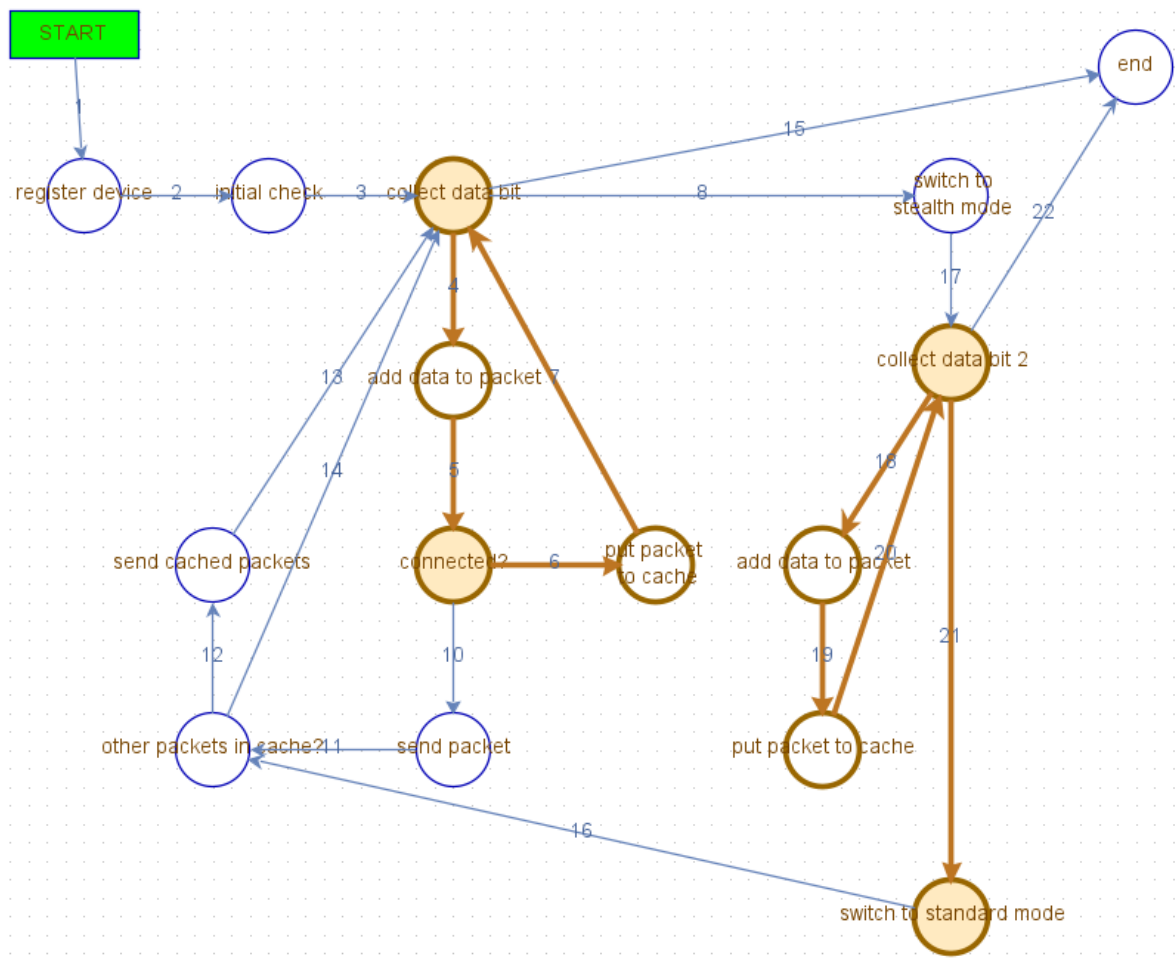 START
end
1
15
register device
2
initial check
3
collect data bit
8
switch to
stealth mode
22
17
4
collect data bit 2
13
add data to packet
7
14
5
18
send cached packets
connected?
6
put packet
to cache
add data to packet
20
12
10
19
21
other packets in cache?
11
send packet
put packet to cache
16
switch to standard mode